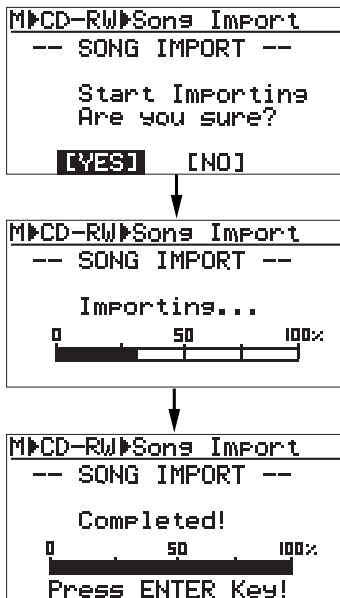 M▶CD-RW▶Song Import
-- SONG IMPORT --
Start Importing
Are you sure?
[YES] [NO]
M▶CD-RW▶Song Import
-- SONG IMPORT --
Importing...
0 50 100%
M▶CD-RW▶Song Import
-- SONG IMPORT --
Completed!
0 50 100%
Press ENTER Key!